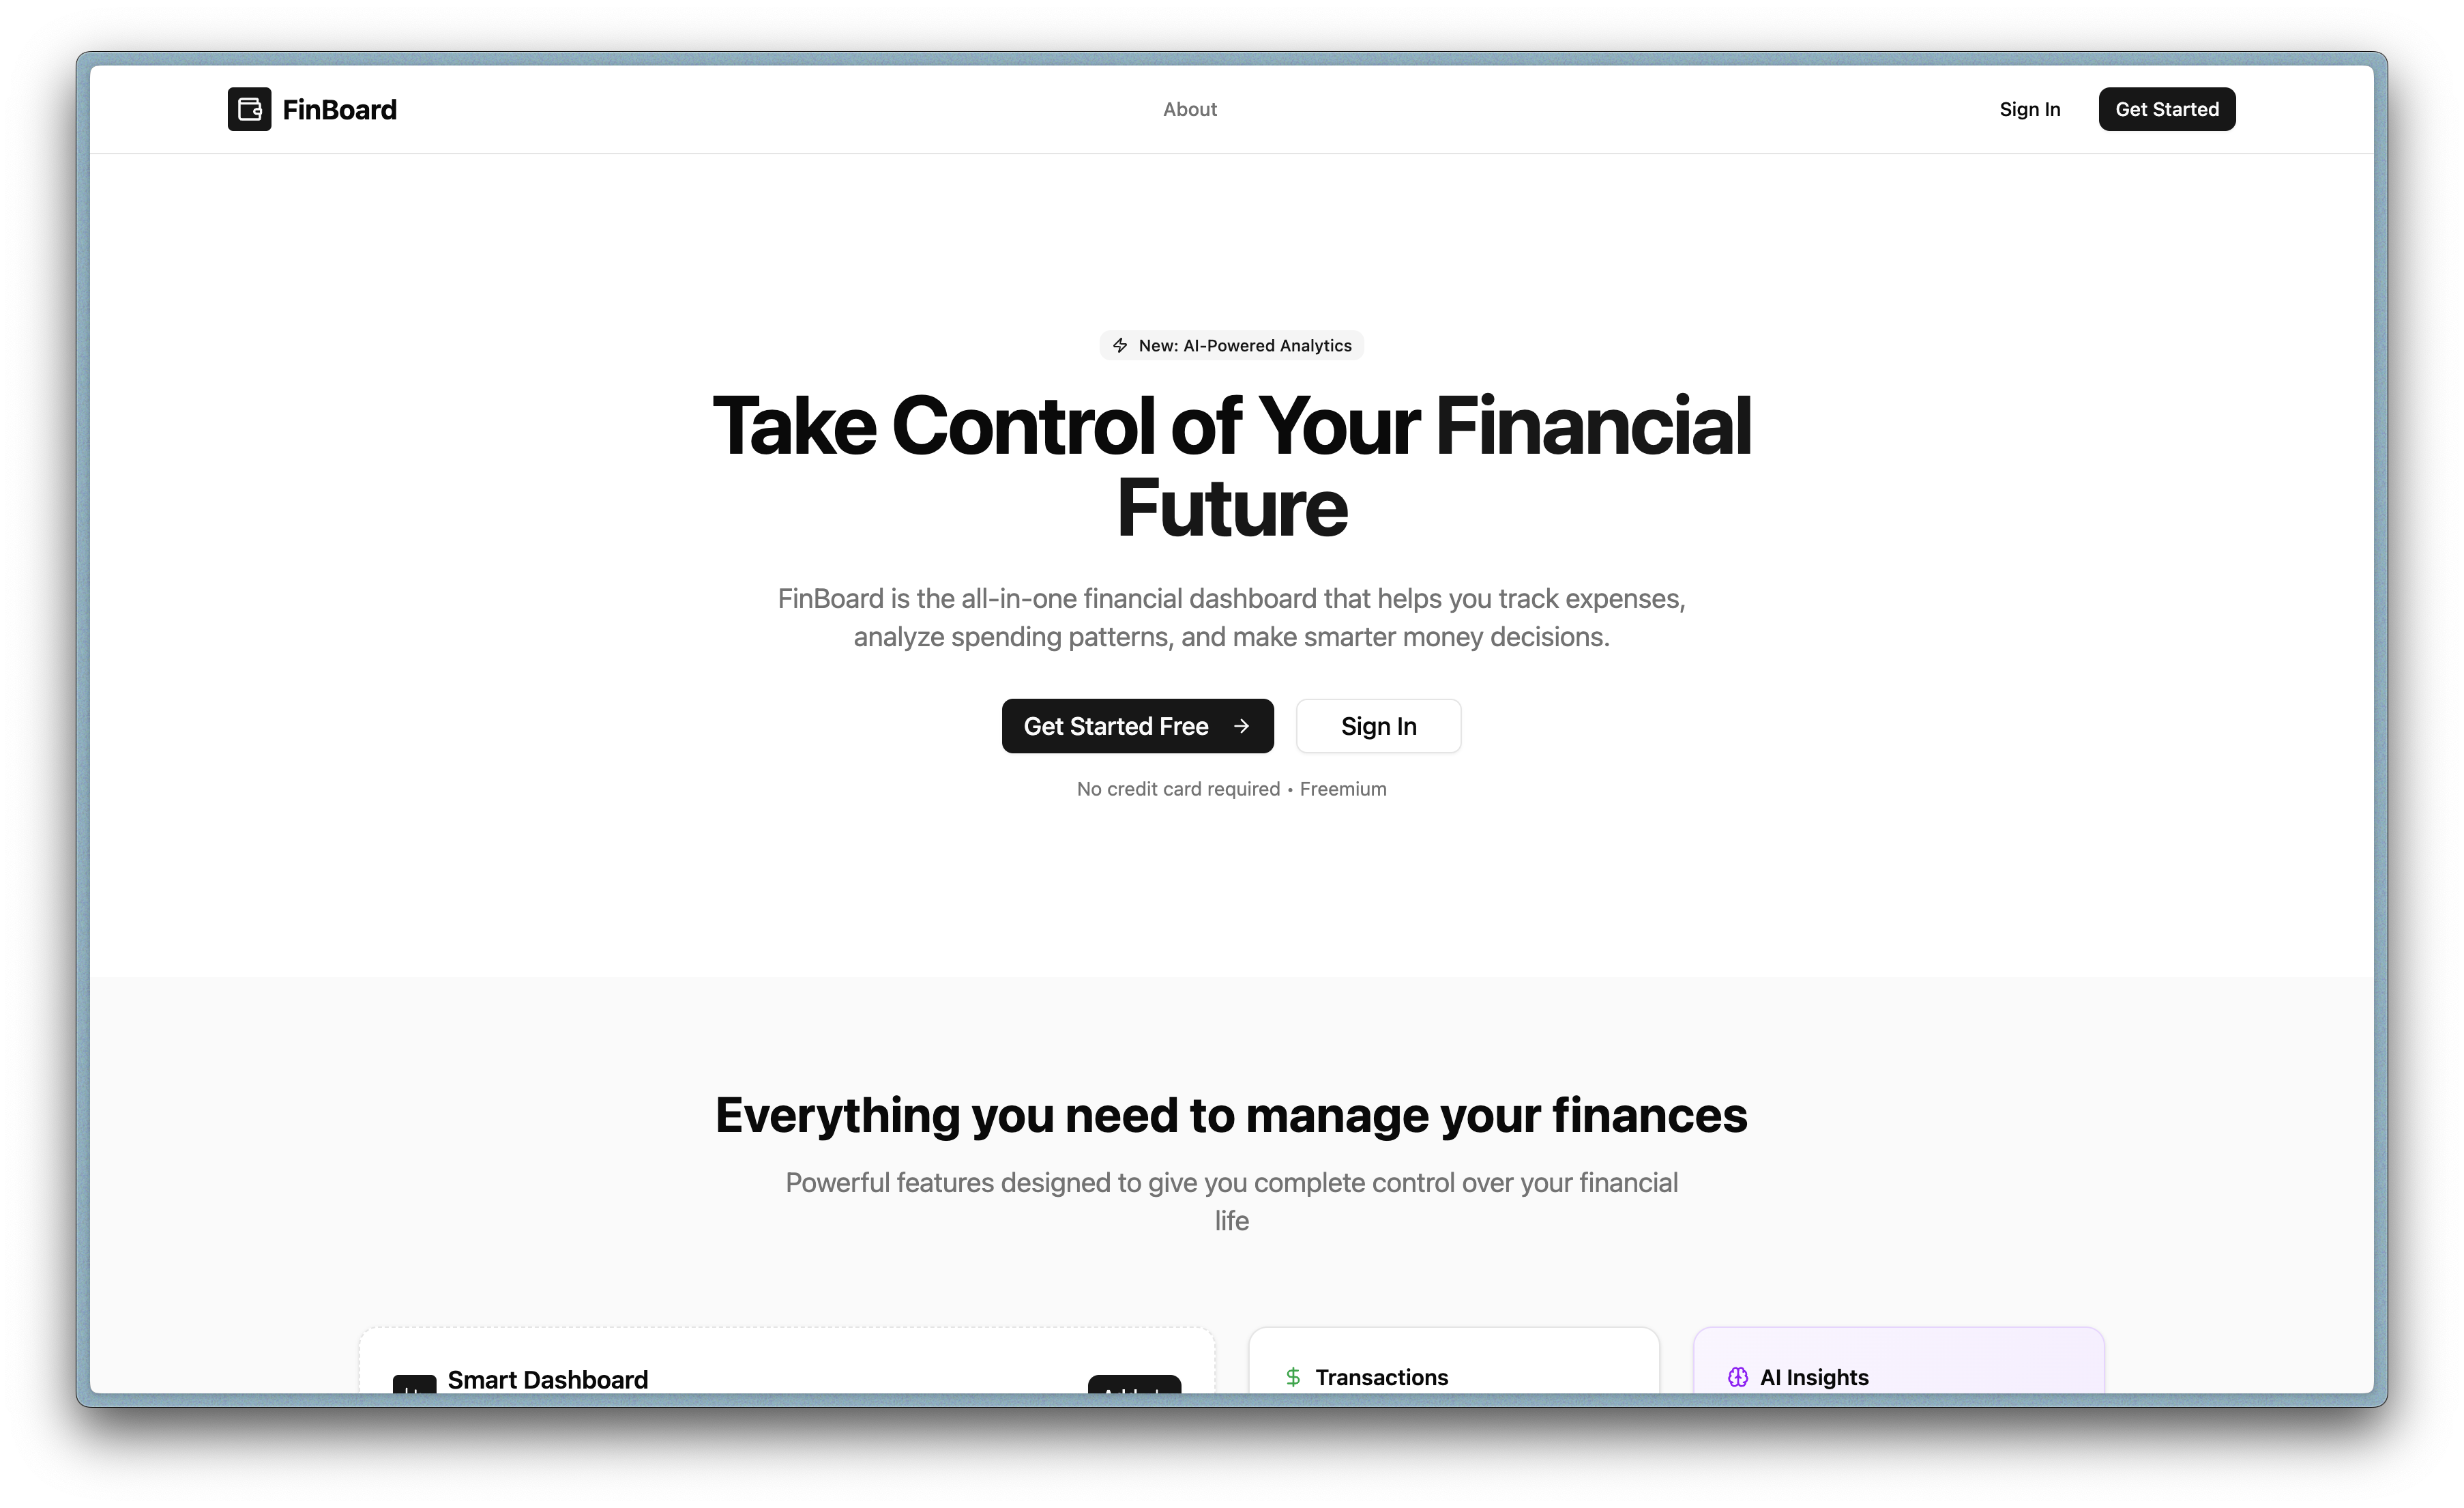 FinBoard
About
Sign In
Get Started
New: AI-Powered Analytics
Take Control of Your Financial
Future
FinBoard is the all-in-one financial dashboard that helps you track expenses,
analyze spending patterns, and make smarter money decisions.
Get Started Free
Sign In
No credit card required • Freemium
Everything you need to manage your finances
Powerful features designed to give you complete control over your financial
life
Smart Dashboard
Transactions
AI Insights